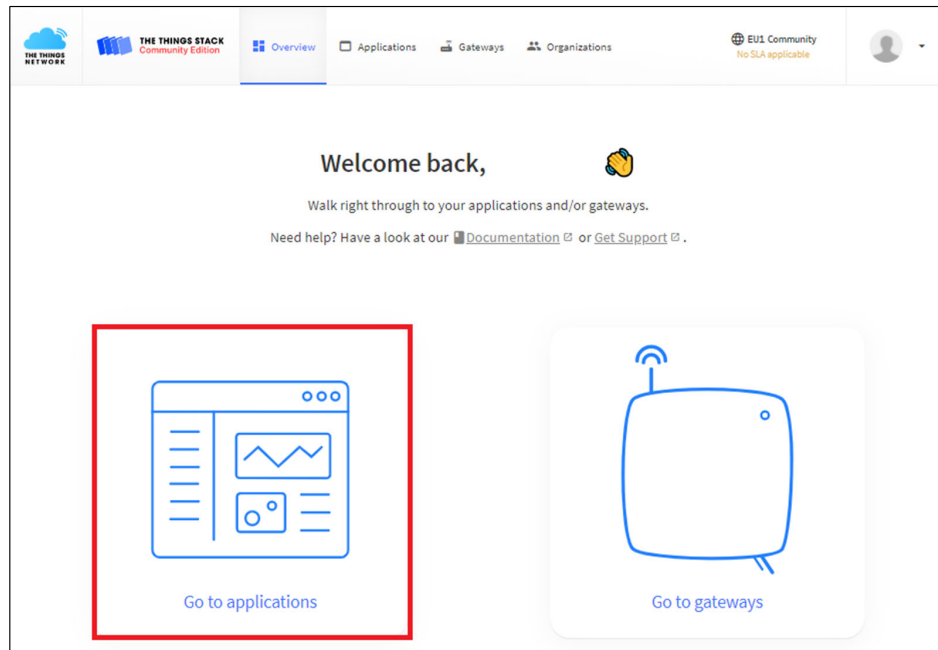 THE THINGS
NETWORK
THE THINGS STACK
Community Edition
Overview
Applications
Gateways
Organizations
EU1 Community
No SLA applicable
Welcome back,
Walk right through to your applications and/or gateways.
Need help? Have a look at our Documentation or Get Support .
Go to applications
Go to gateways